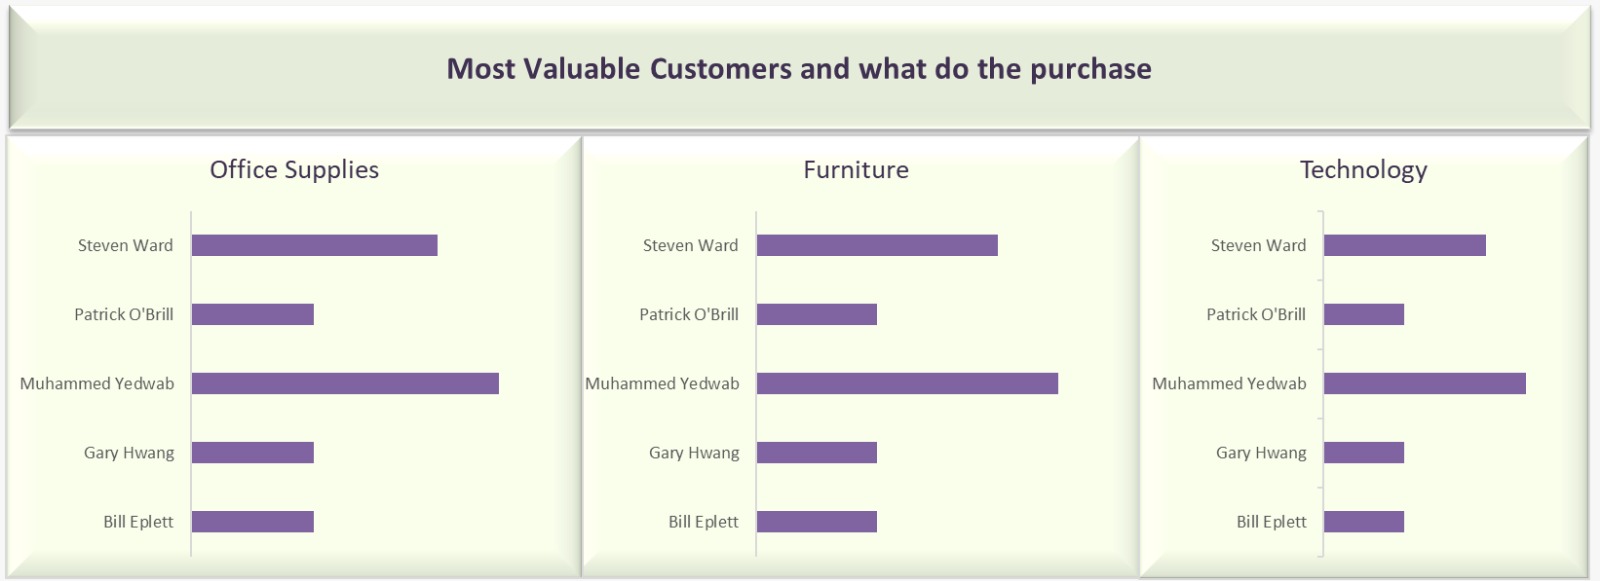 Most Valuable Customers and what do the purchase
Office Supplies
Steven Ward
Patrick O'Brill
Muhammed Yedwab
Gary Hwang
Bill Eplett
Furniture
Steven Ward
Patrick O'Brill
Muhammed Yedwab
Gary Hwang
Bill Eplett
Technology
Steven Ward
Patrick O'Brill
Muhammed Yedwab
Gary Hwang
Bill Eplett